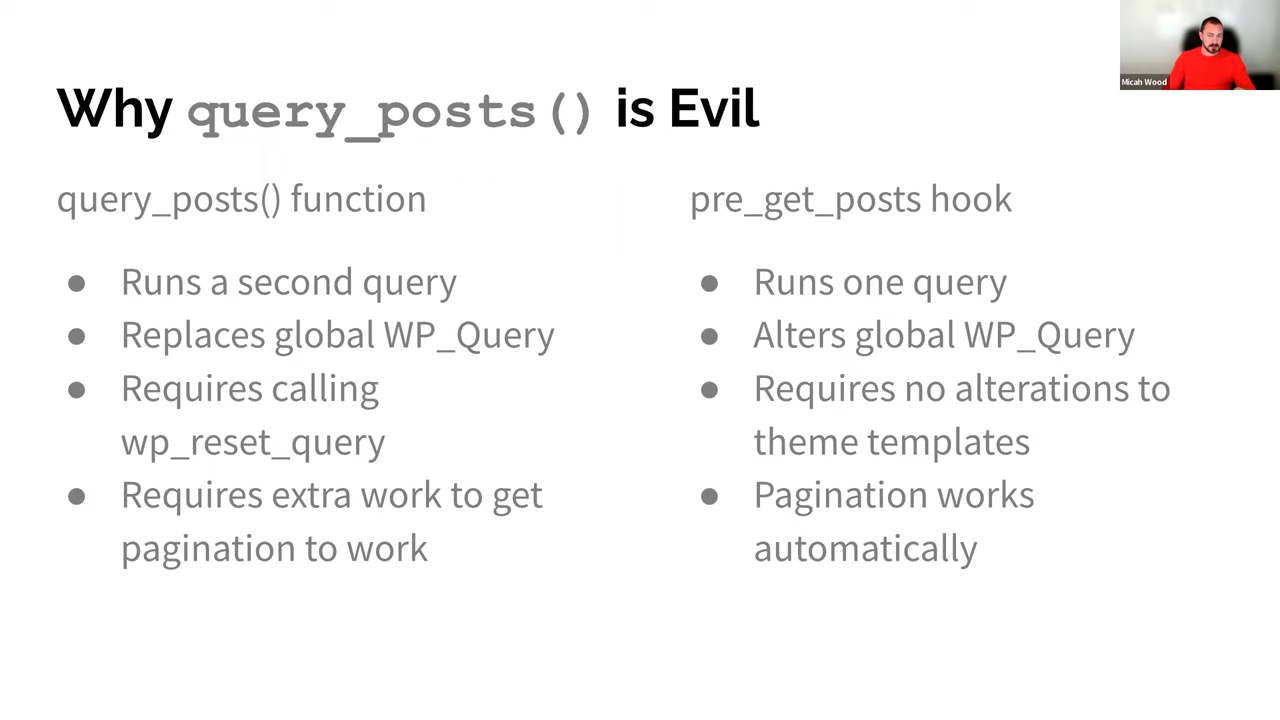 Micah Wood
Why query_posts() is Evil
query_posts() function
● Runs a second query
● Replaces global WP_Query
● Requires calling
wp_reset_query
● Requires extra work to get
pagination to work
pre_get_posts hook
● Runs one query
● Alters global WP_Query
● Requires no alterations to
theme templates
● Pagination works
automatically